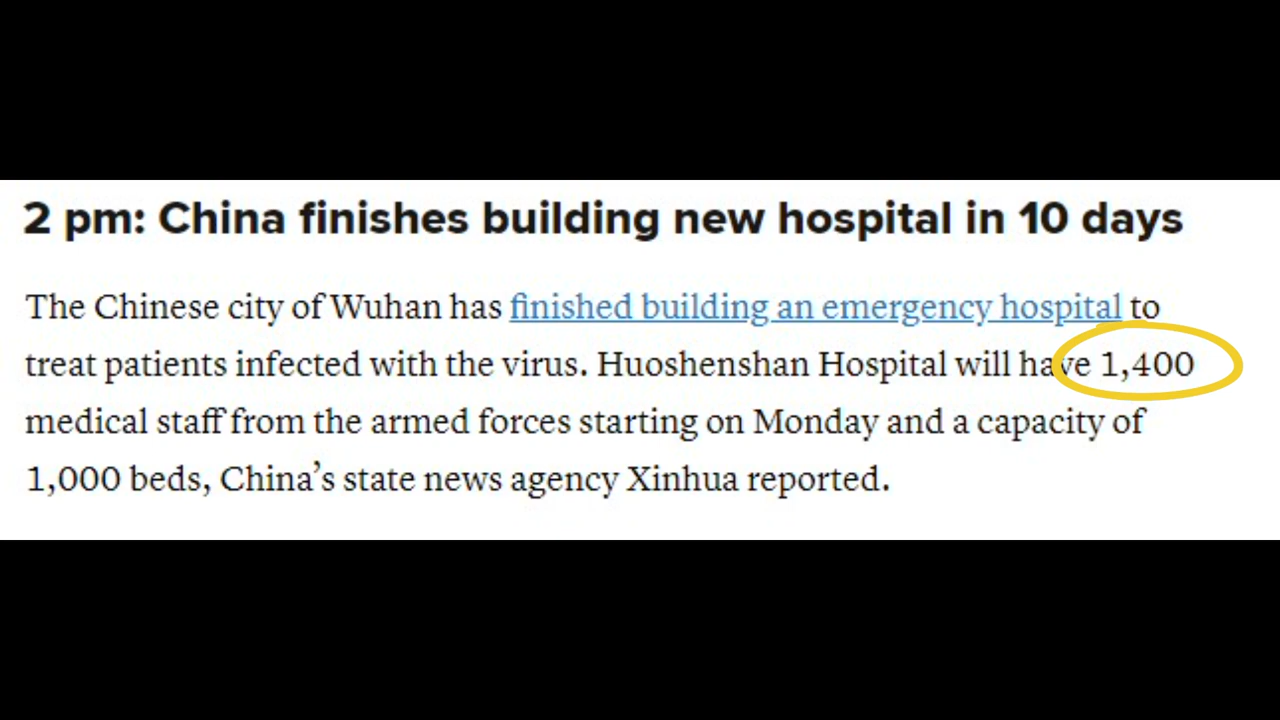 2 pm: China finishes building new hospital in 10 days
The Chinese city of Wuhan has finished building an emergency hospital to
treat patients infected with the virus. Huoshenshan Hospital will have 1,400
medical staff from the armed forces starting on Monday and a capacity of
1,000 beds, China’s state news agency Xinhua reported.